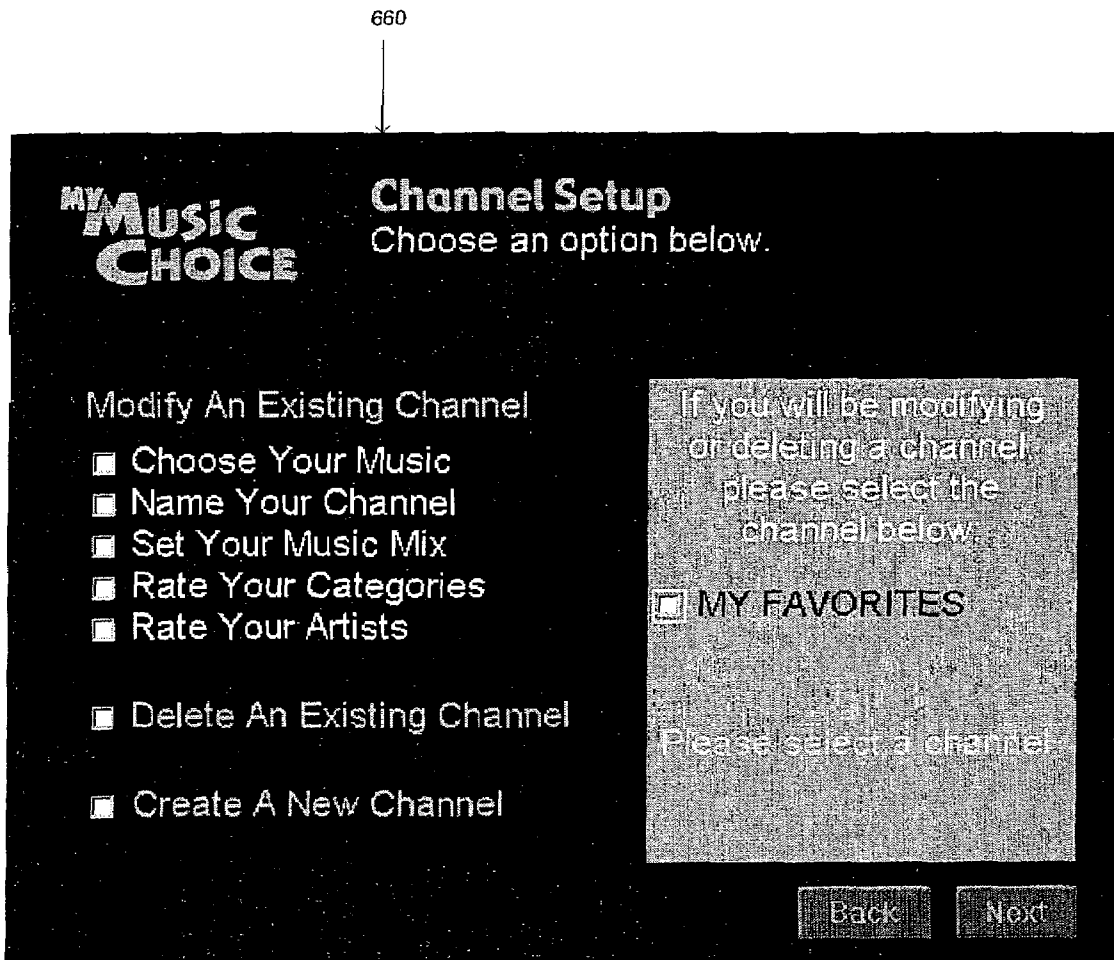 660
MY MUSIC CHOICE
Channel Setup
Choose an option below.
Modify An Existing Channel
Choose Your Music
Name Your Channel
Set Your Music Mix
Rate Your Categories
Rate Your Artists
Delete An Existing Channel
Create A New Channel
If you will be modifying
or deleting a channel
please select the
channel below.
MY FAVORITES
Please select a channel
Back
Next